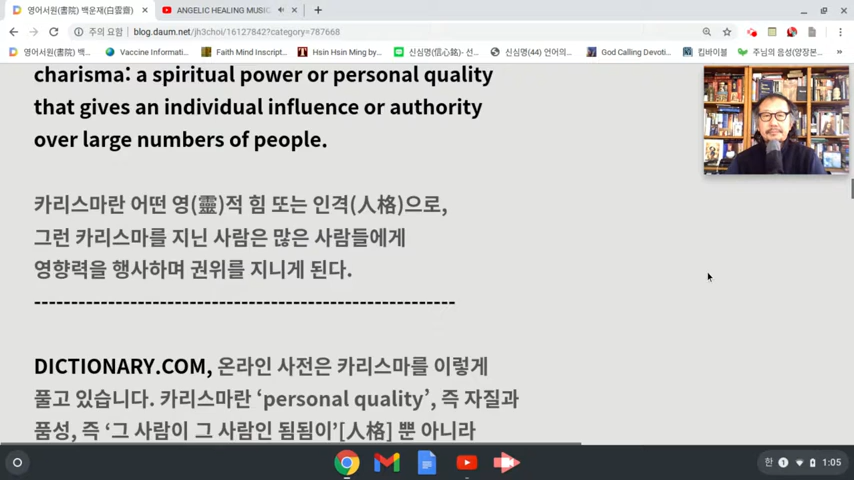 영어서원(書院) 백운재(白雲齋)
ANGELIC HEALING MUSIC
주의 요함
blog.daum.net/jh3choi/16127842?category=787668
영어서원(書院) 백...
Vaccine Informati...
Faith Mind Inscript...
Hsin Hsin Ming by...
신심명(信心銘)- 선...
신심명(44) 언어의...
God Calling Devoti...
킹바이블
주님의 음성(앙장본...
charisma: a spiritual power or personal quality
that gives an individual influence or authority
over large numbers of people.
카리스마란 어떤 영(靈)적 힘 또는 인격(人格)으로,
그런 카리스마를 지닌 사람은 많은 사람들에게
영향력을 행사하며 권위를 지니게 된다.
---------------------------------------------------------
DICTIONARY.COM, 온라인 사전은 카리스마를 이렇게
풀고 있습니다. 카리스마란 ‘personal quality’, 즉 자질과
품성, 즉 ‘그 사람이 그 사람인 됨됨이’[人格] 뿐 아니라
한
1
1:05